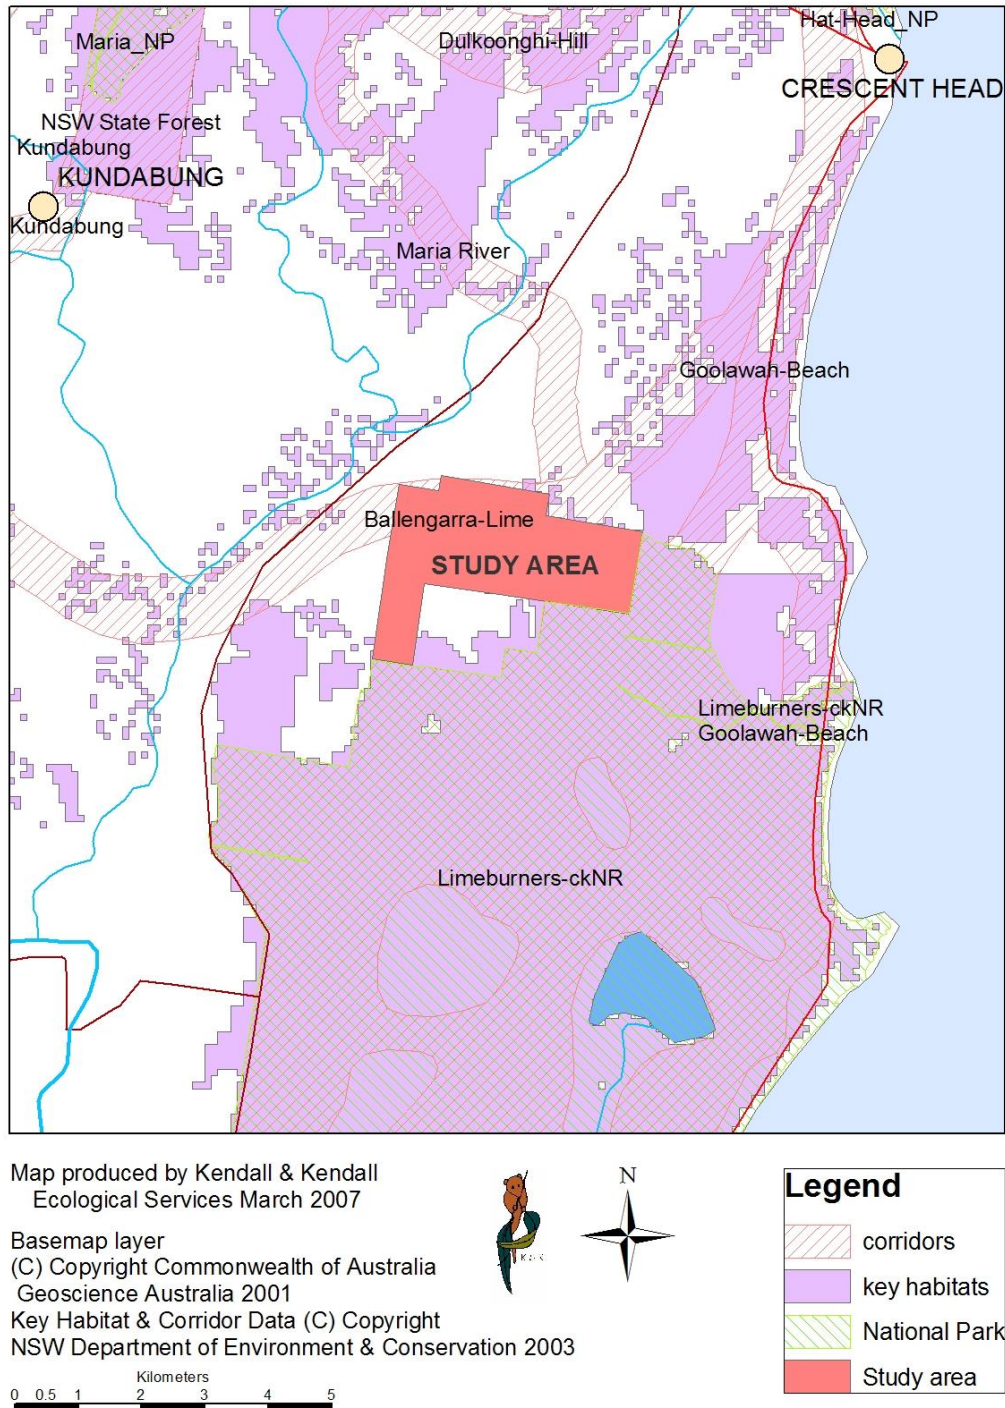 Hat-Head_NP
Maria_NP
Dulkoonghi-Hill
CRESCENT HEAD
NSW State Forest
Kundabung
KUNDABUNG
Kundabung
Maria River
Goolawah-Beach
Ballengarra-Lime
STUDY AREA
Limeburners-ckNR
Goolawah-Beach
Limeburners-ckNR
Map produced by Kendall & Kendall
Ecological Services March 2007
Basemap layer
(C) Copyright Commonwealth of Australia
Geoscience Australia 2001
Key Habitat & Corridor Data (C) Copyright
NSW Department of Environment & Conservation 2003
Kilometers
0 0.5 1 2 3 4 5
K & K
N
Legend
corridors
key habitats
National Park
Study area